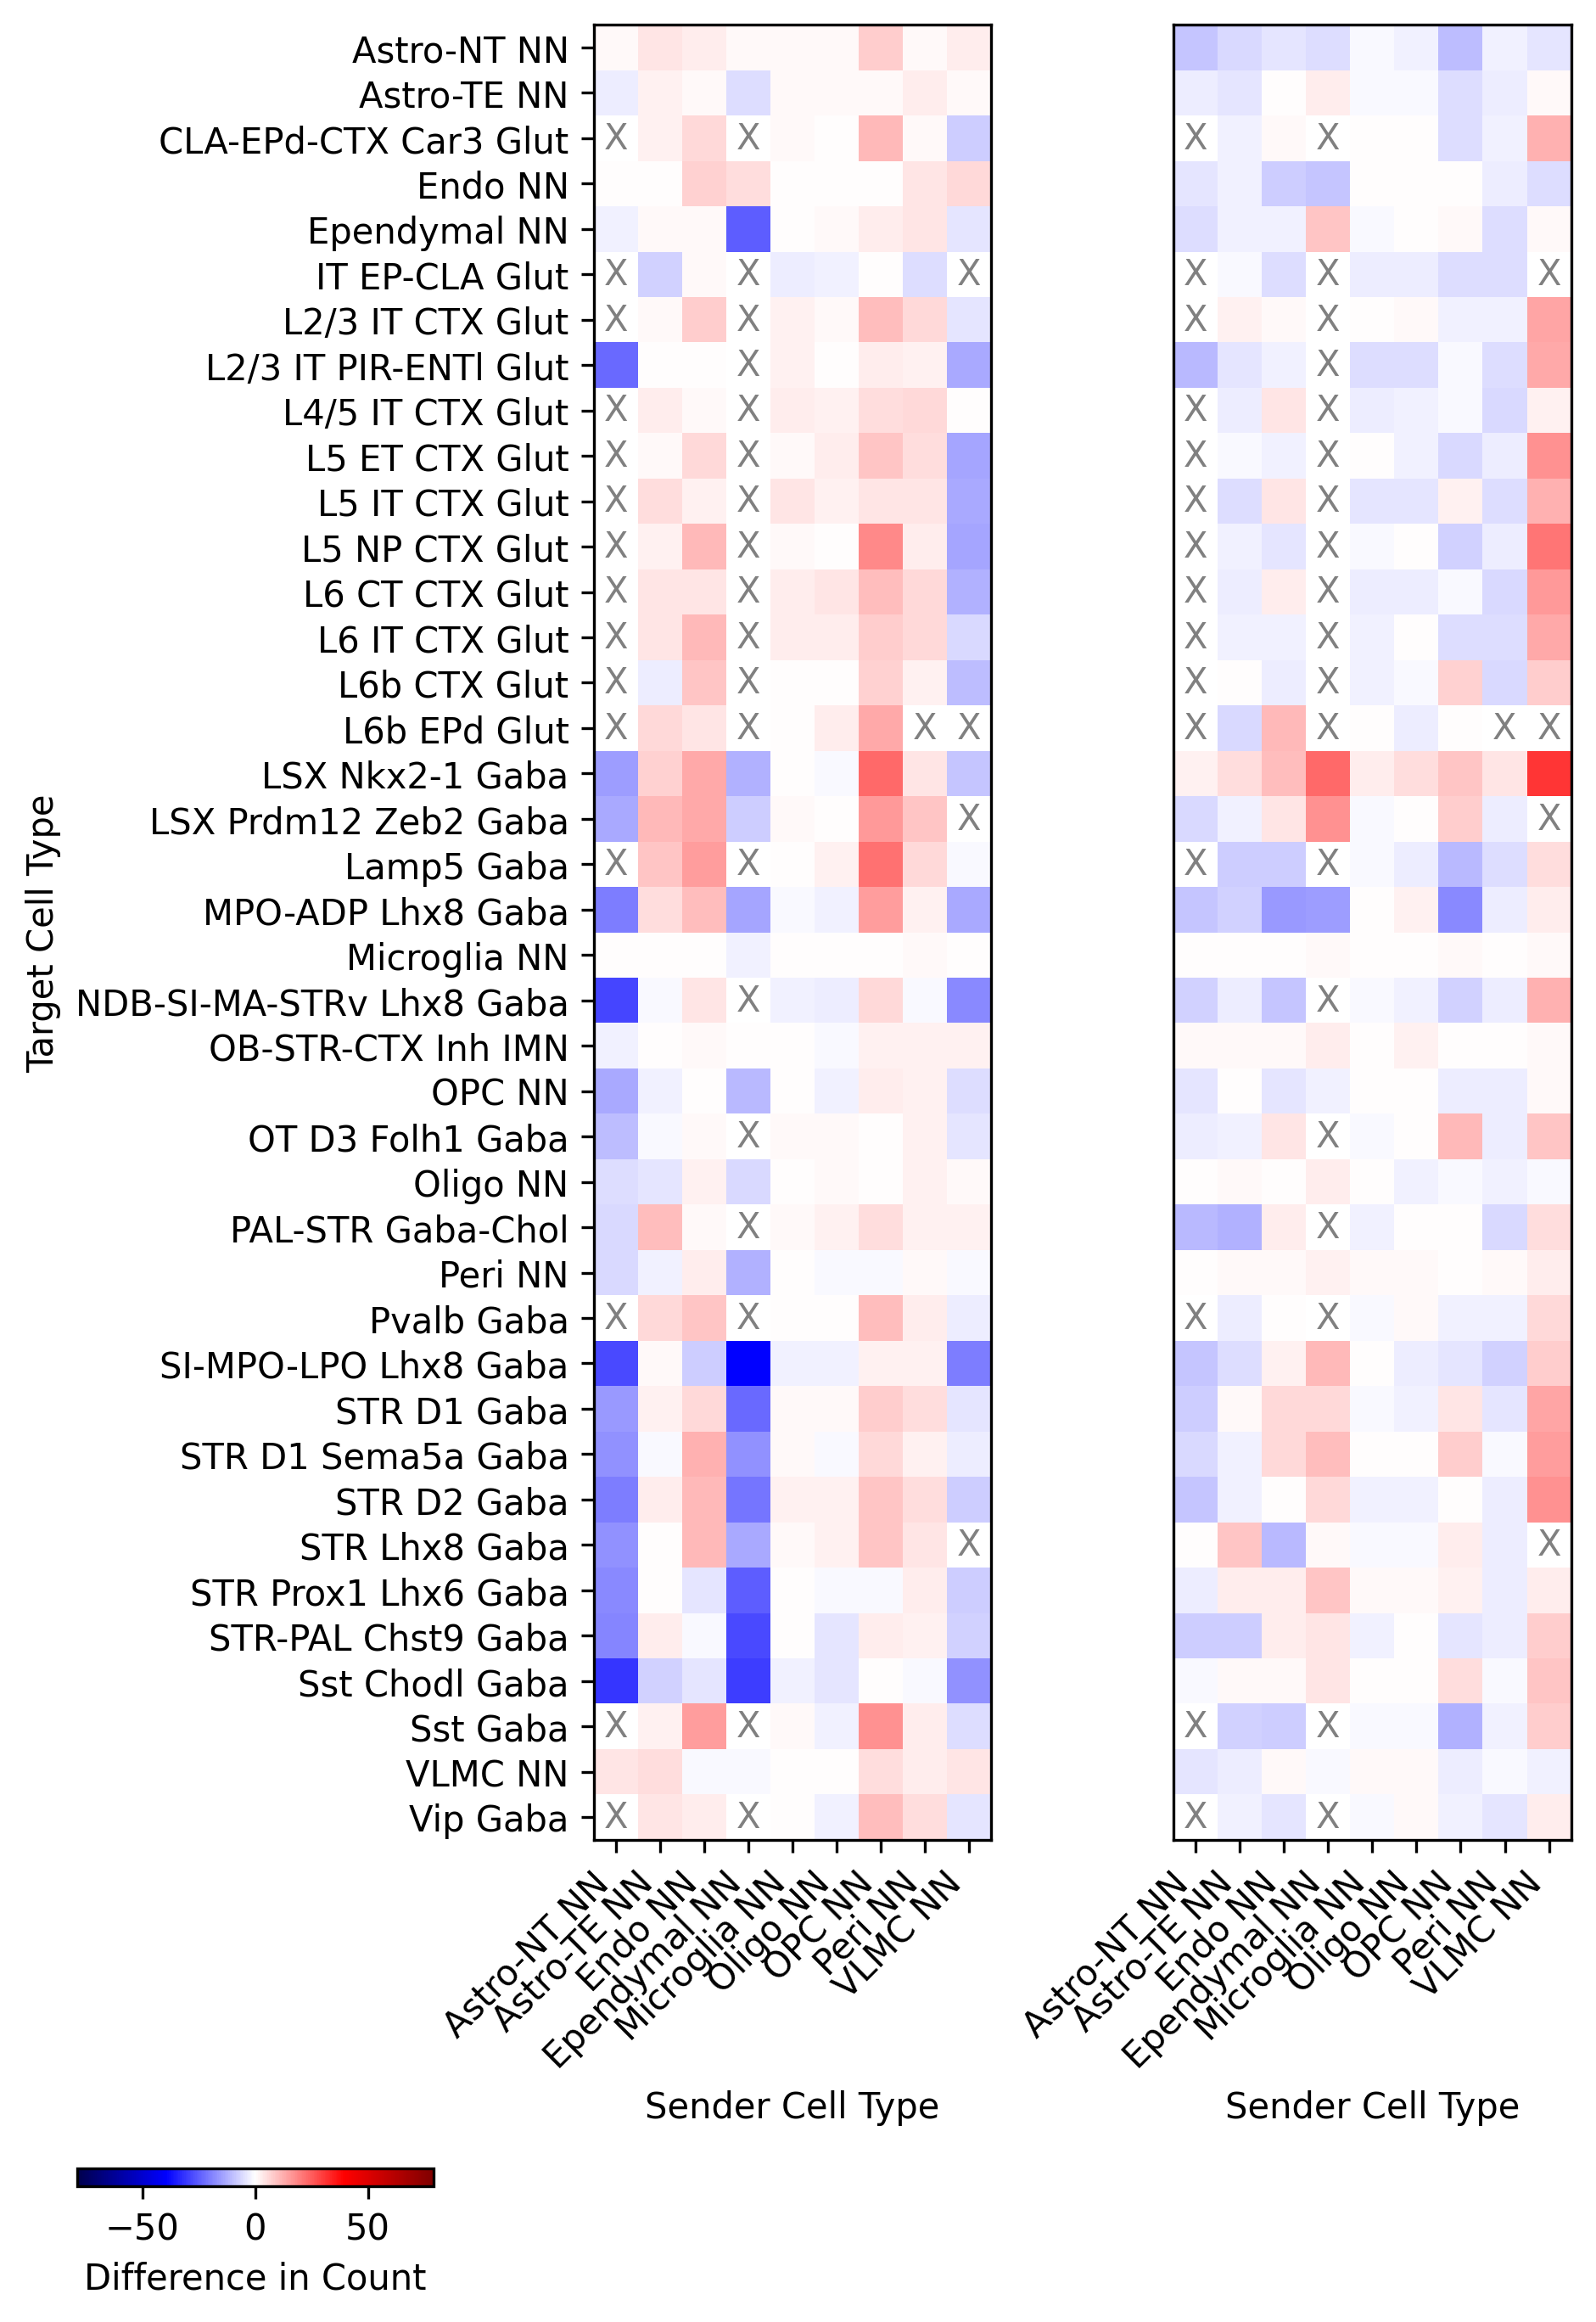 Target Cell Type
Astro-NT NN
Astro-TE NN
CLA-EPd-CTX Car3 Glut X X X X
Endo NN
Ependymal NN
IT EP-CLA Glut X X X X X X
L2/3 IT CTX Glut X X X X
L2/3 IT PIR-ENTl Glut X X
L4/5 IT CTX Glut X X X X
L5 ET CTX Glut X X X X
L5 IT CTX Glut X X X X
L5 NP CTX Glut X X X X
L6 CT CTX Glut X X X X
L6 IT CTX Glut X X X X
L6b CTX Glut X X X X
L6b EPd Glut X X X X X X X X
LSX Nkx2-1 Gaba
LSX Prdm12 Zeb2 Gaba X X
Lamp5 Gaba X X X X
MPO-ADP Lhx8 Gaba
Microglia NN
NDB-SI-MA-STRv Lhx8 Gaba X X
OB-STR-CTX Inh IMN
OPC NN
OT D3 Folh1 Gaba X X
Oligo NN
PAL-STR Gaba-Chol X X
Peri NN
Pvalb Gaba X X X X
SI-MPO-LPO Lhx8 Gaba
STR D1 Gaba
STR D1 Sema5a Gaba
STR D2 Gaba
STR Lhx8 Gaba X X
STR Prox1 Lhx6 Gaba
STR-PAL Chst9 Gaba
Sst Chodl Gaba
Sst Gaba X X X X
VLMC NN
Vip Gaba X X X X
Astro-NT NN
Astro-TE NN
Endo NN
Ependymal NN
Microglia NN
Oligo NN
OPC NN
Peri NN
VLMC NN
Sender Cell Type
Astro-NT NN
Astro-TE NN
Endo NN
Ependymal NN
Microglia NN
Oligo NN
OPC NN
Peri NN
VLMC NN
Sender Cell Type
−50 0 50
Difference in Count